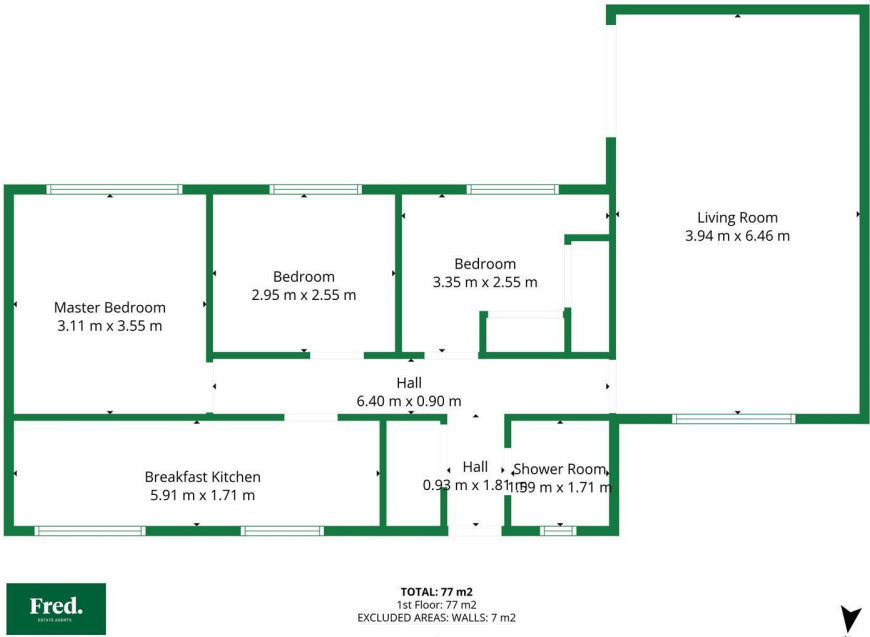 Living Room
3.94 m x 6.46 m
Bedroom
3.35 m x 2.55 m
Bedroom
2.95 m x 2.55 m
Master Bedroom
3.11 m x 3.55 m
Hall
6.40 m x 0.90 m
Breakfast Kitchen
5.91 m x 1.71 m
Hall
0.93 m x 1.81 m
Shower Room
1.59 m x 1.71 m
Fred.
ESTATE AGENTS
TOTAL: 77 m2
1st Floor: 77 m2
EXCLUDED AREAS: WALLS: 7 m2